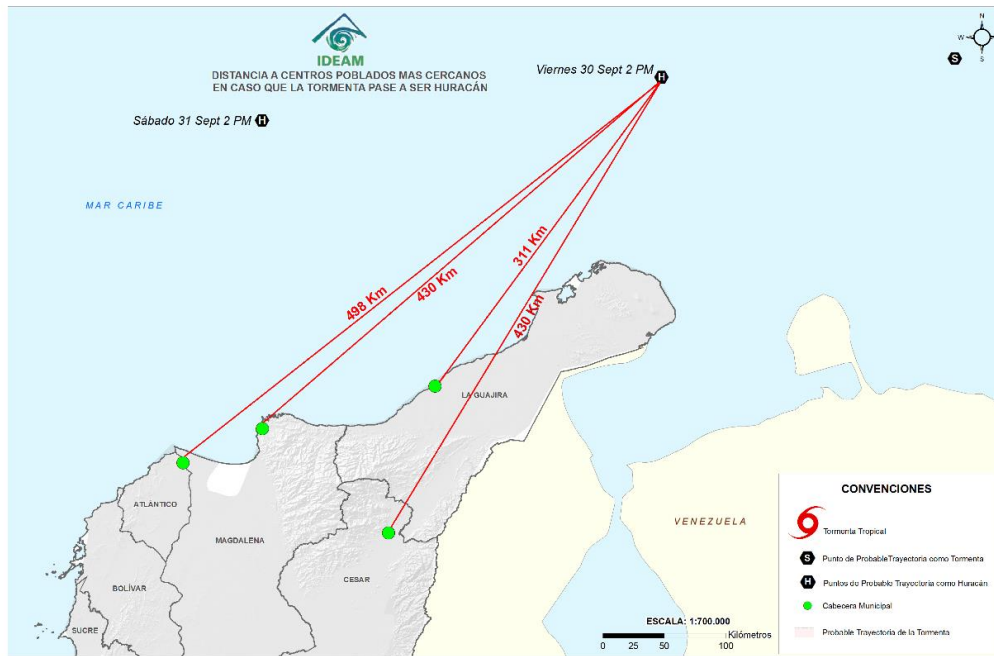 IDEAM
DISTANCIA A CENTROS POBLADOS MAS CERCANOS
EN CASO QUE LA TORMENTA PASE A SER HURACÁN
Viernes 30 Sept 2 PM
H
N
W
S
S
Sábado 31 Sept 2 PM
H
MAR CARIBE
311 Km
430 Km
498 Km
430 Km
LA GUAJIRA
ATLÁNTICO
MAGDALENA
VENEZUELA
CESAR
BOLÍVAR
SUCRE
CONVENCIONES
Tormenta Tropical
S Punto de ProbableTrayectoria como Tormenta
H Puntos de Probable Trayectoria como Huracán
Cabecera Municipal
Probable Trayectoria de la Tormenta
ESCALA: 1:700.000
Kilómetros
0 25 50 100